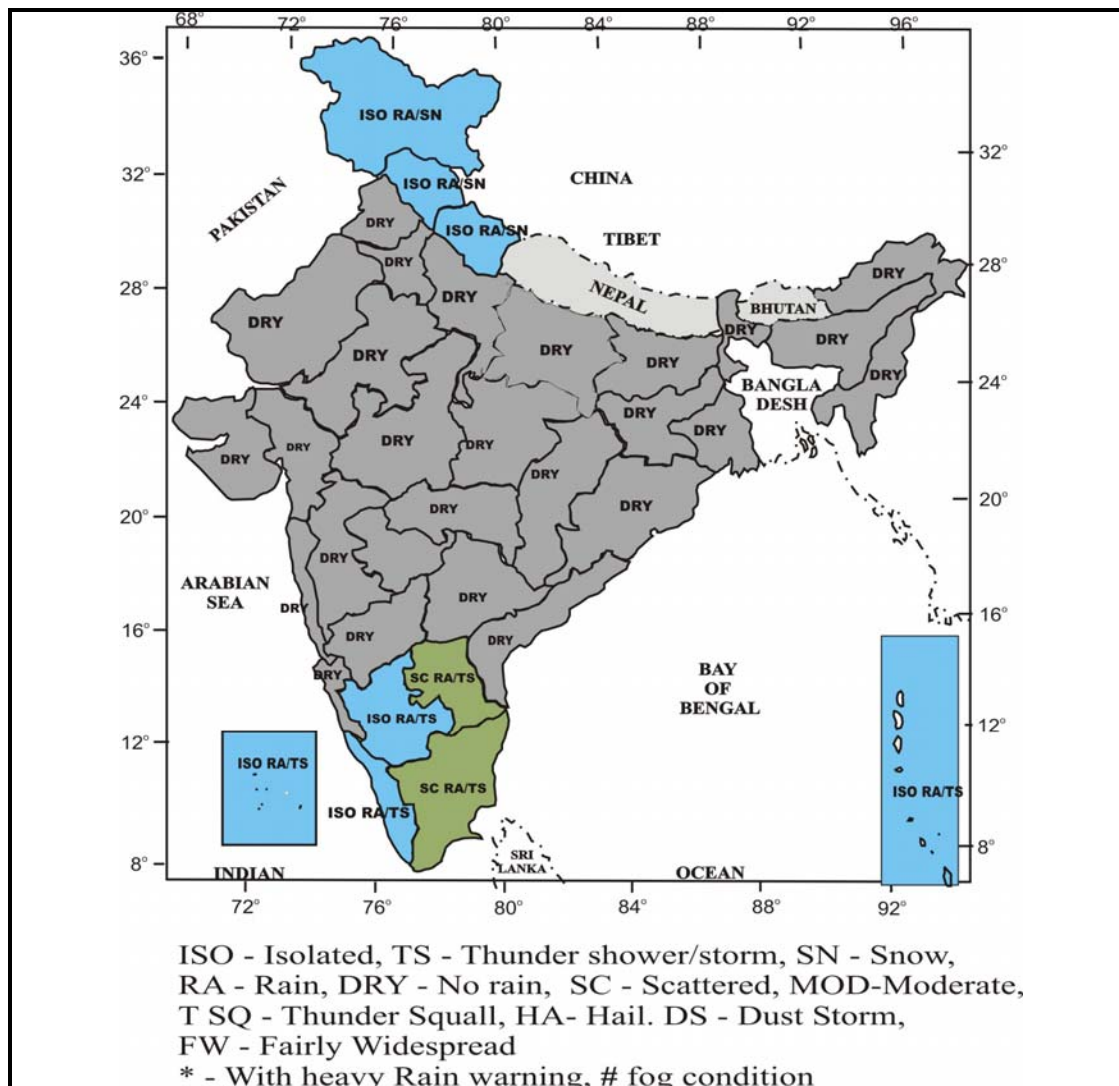 68° 72° 76° 80° 84° 88° 92° 96°
36°
ISO RA/SN
32° 32°
CHINA
ISO RA/SN
PAKISTAN
DRY
ISO RA/SN
TIBET
DRY
28° 28°
DRY
NEPAL
DRY
BHUTAN
DRY
DRY
DRY
DRY
DRY
DRY
DRY
DRY
24° 24°
BANGLA
DESH
DRY
DRY
DRY
DRY
DRY
DRY
DRY
DRY
20° 20°
DRY
DRY
DRY
ARABIAN
SEA
DRY
DRY
16° 16°
DRY
DRY
DRY
SC RA/TS
BAY
OF
BENGAL
ISO RA/TS
12° 12°
ISO RA/TS
SC RA/TS
ISO RA/TS
ISO RA/TS
8° 8°
SRI
LANKA
INDIAN OCEAN
72° 76° 80° 84° 88° 92°
ISO - Isolated, TS - Thunder shower/storm, SN - Snow,
RA - Rain, DRY - No rain, SC - Scattered, MOD-Moderate,
T SQ - Thunder Squall, HA- Hail. DS - Dust Storm,
FW - Fairly Widespread
* - With heavy Rain warning, # fog condition